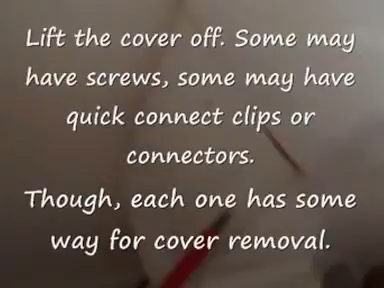 Lift the cover off. Some may
have screws, some may have
quick connect clips or
connectors.
Though, each one has some
way for cover removal.